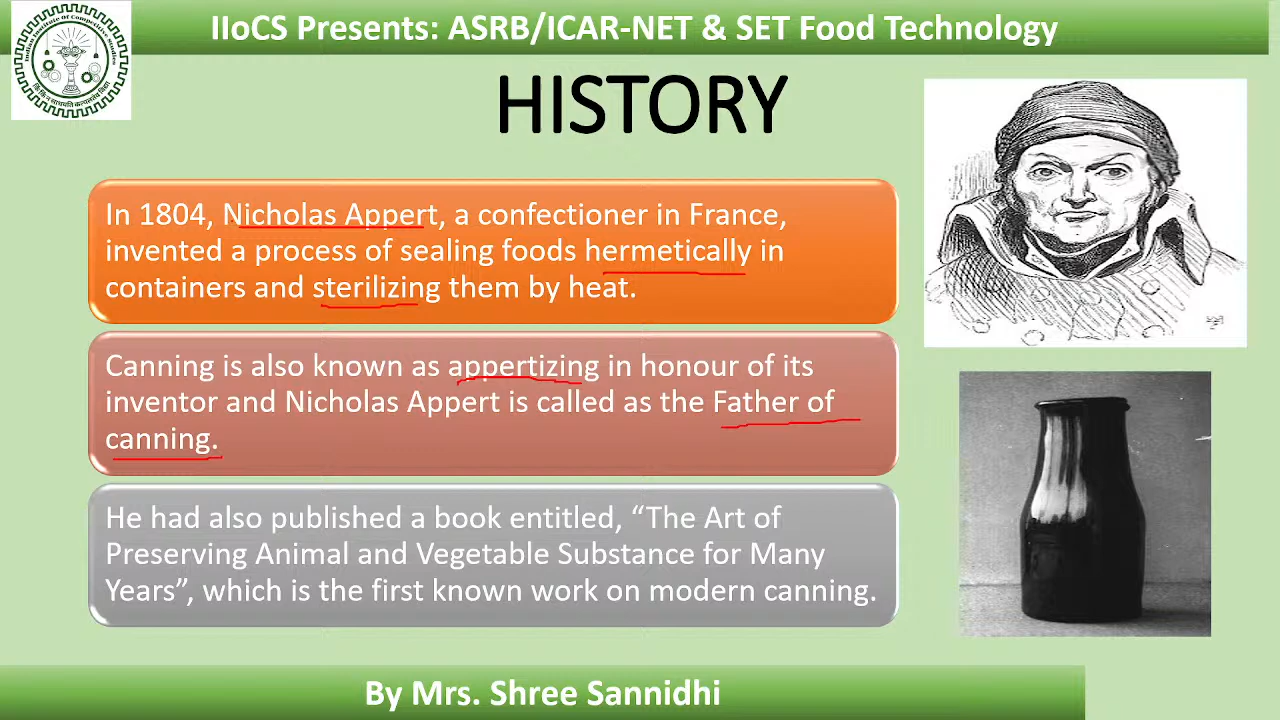 IIoCS Presents: ASRB/ICAR-NET & SET Food Technology
HISTORY
In 1804, Nicholas Appert, a confectioner in France,
invented a process of sealing foods hermetically in
containers and sterilizing them by heat.
Canning is also known as appertizing in honour of its
inventor and Nicholas Appert is called as the Father of
canning.
He had also published a book entitled, “The Art of
Preserving Animal and Vegetable Substance for Many
Years”, which is the first known work on modern canning.
By Mrs. Shree Sannidhi